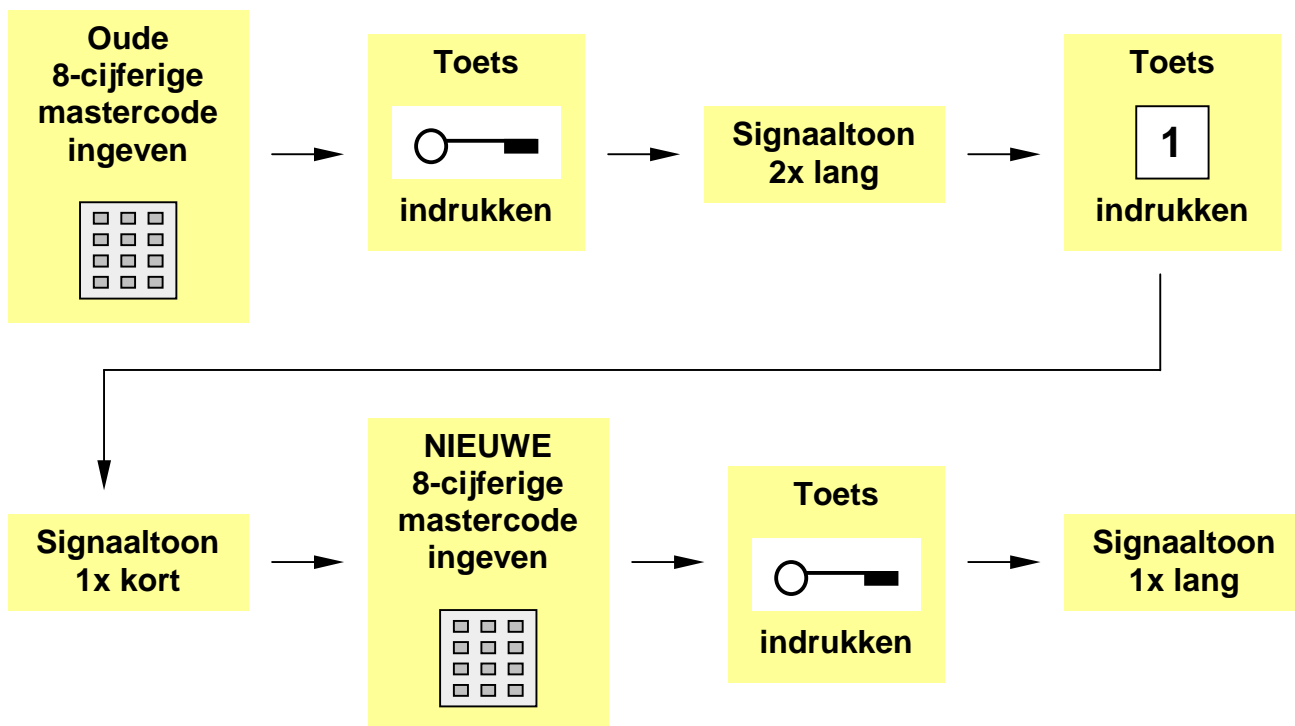 Oude
8-cijferige
mastercode
ingeven
Toets
indrukken
Signaaltoon
2x lang
Toets
1
indrukken
Signaaltoon
1x kort
NIEUWE
8-cijferige
mastercode
ingeven
Toets
indrukken
Signaaltoon
1x lang